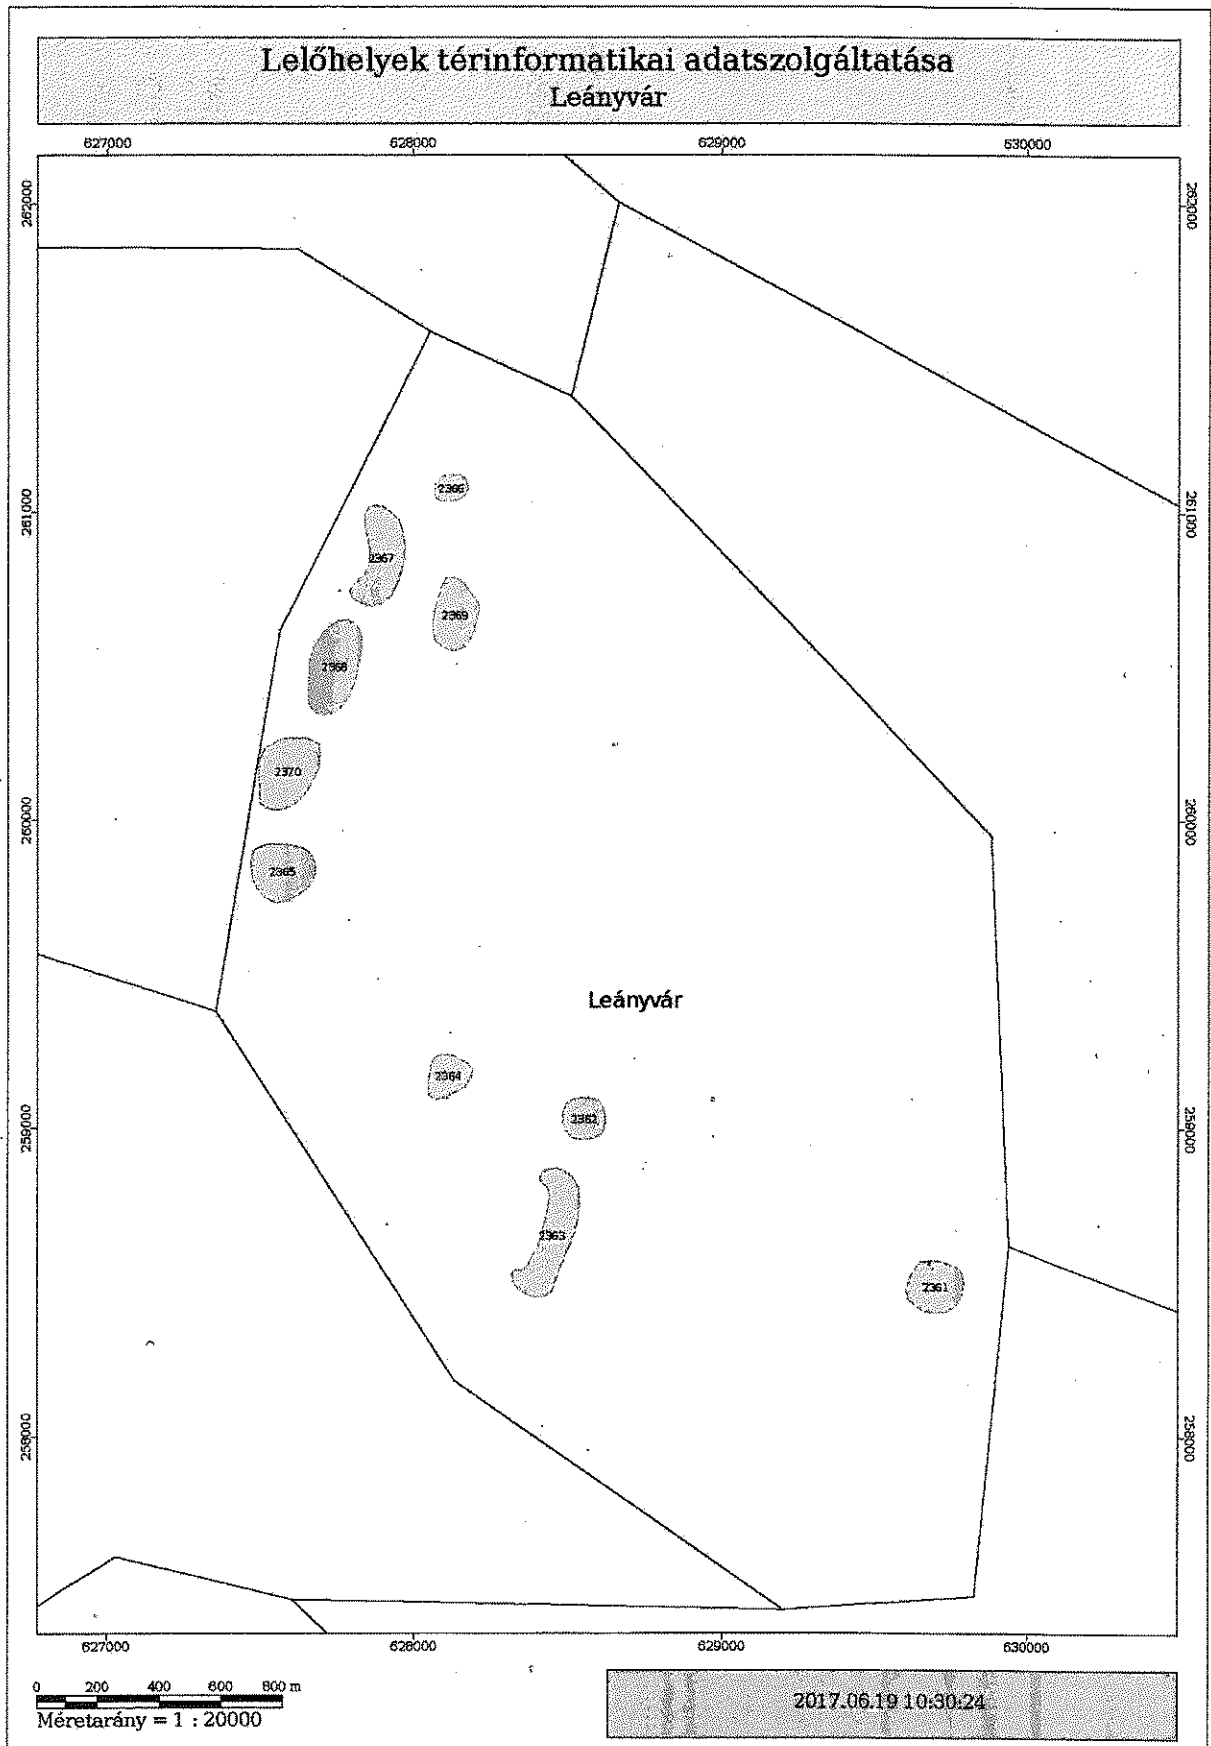 Lelőhelyek térinformatikai adatszolgáltatása
Leányvár
627000 628000 629000 630000
262000 262000
2366
261000 261000
2367
2369
2368
2370
260000 260000
2365
Leányvár
2364
2362
259000 259000
2363
2361
258000 258000
627000 628000 629000 630000
0 200 400 600 800 m
Méretarány = 1 : 20000
2017.06.19 10:30:24